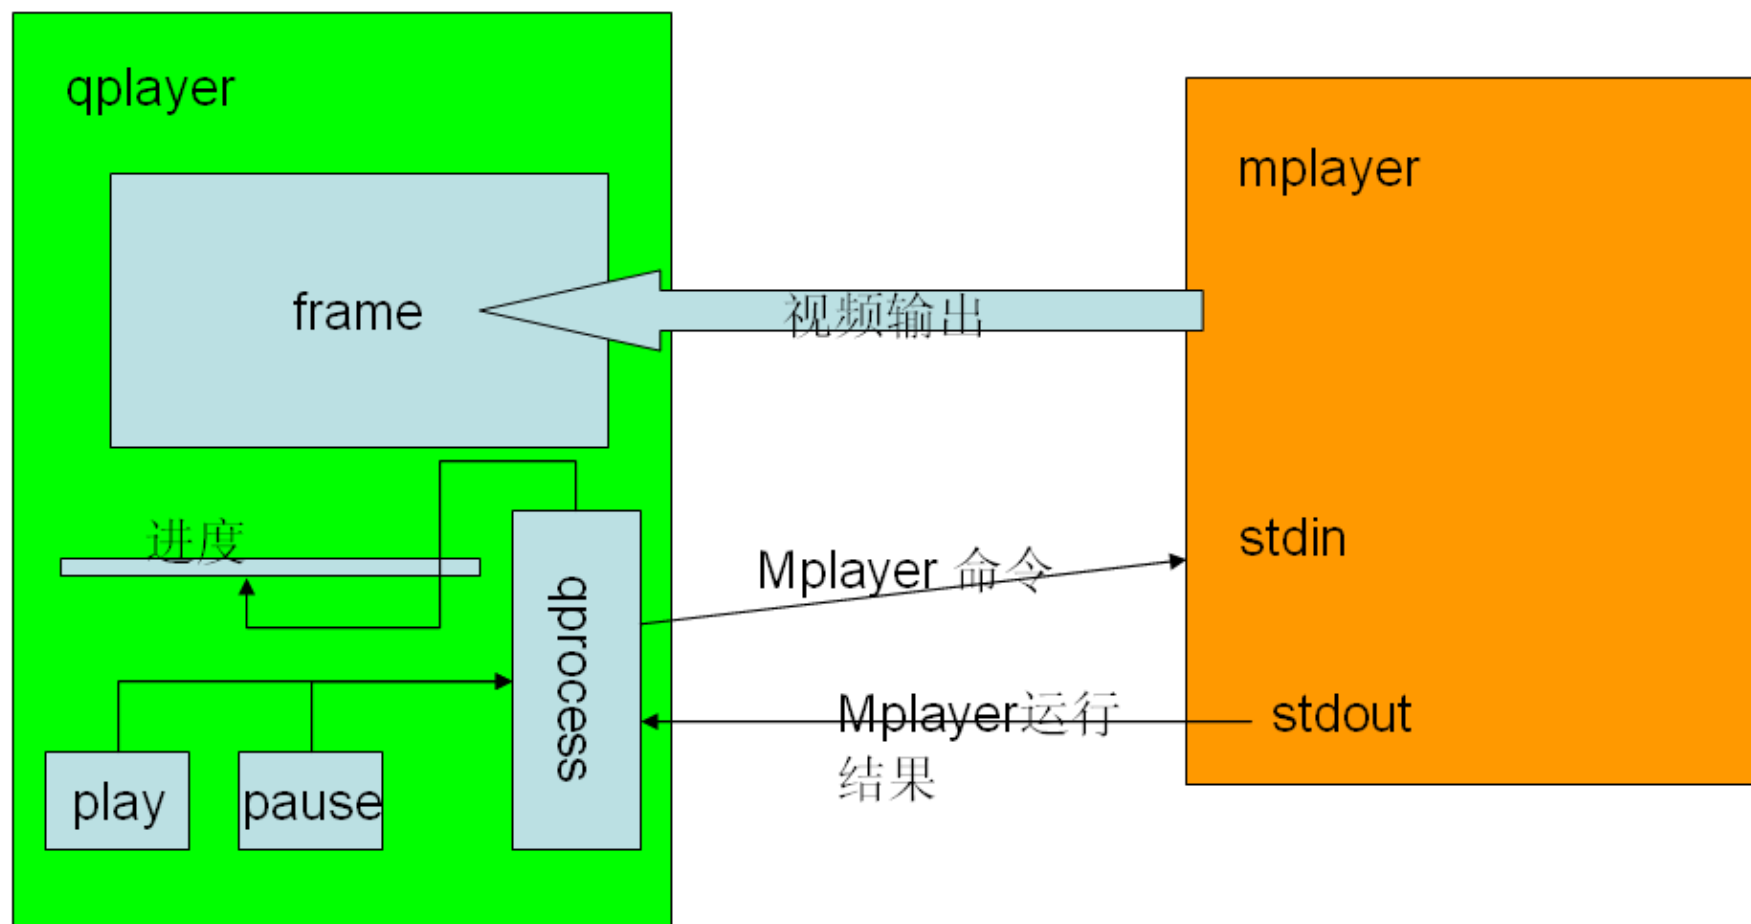 qplayer
mplayer
frame
视频输出
进度
stdin
Mplayer 命令
qprocess
Mplayer运行
结果
stdout
play
pause